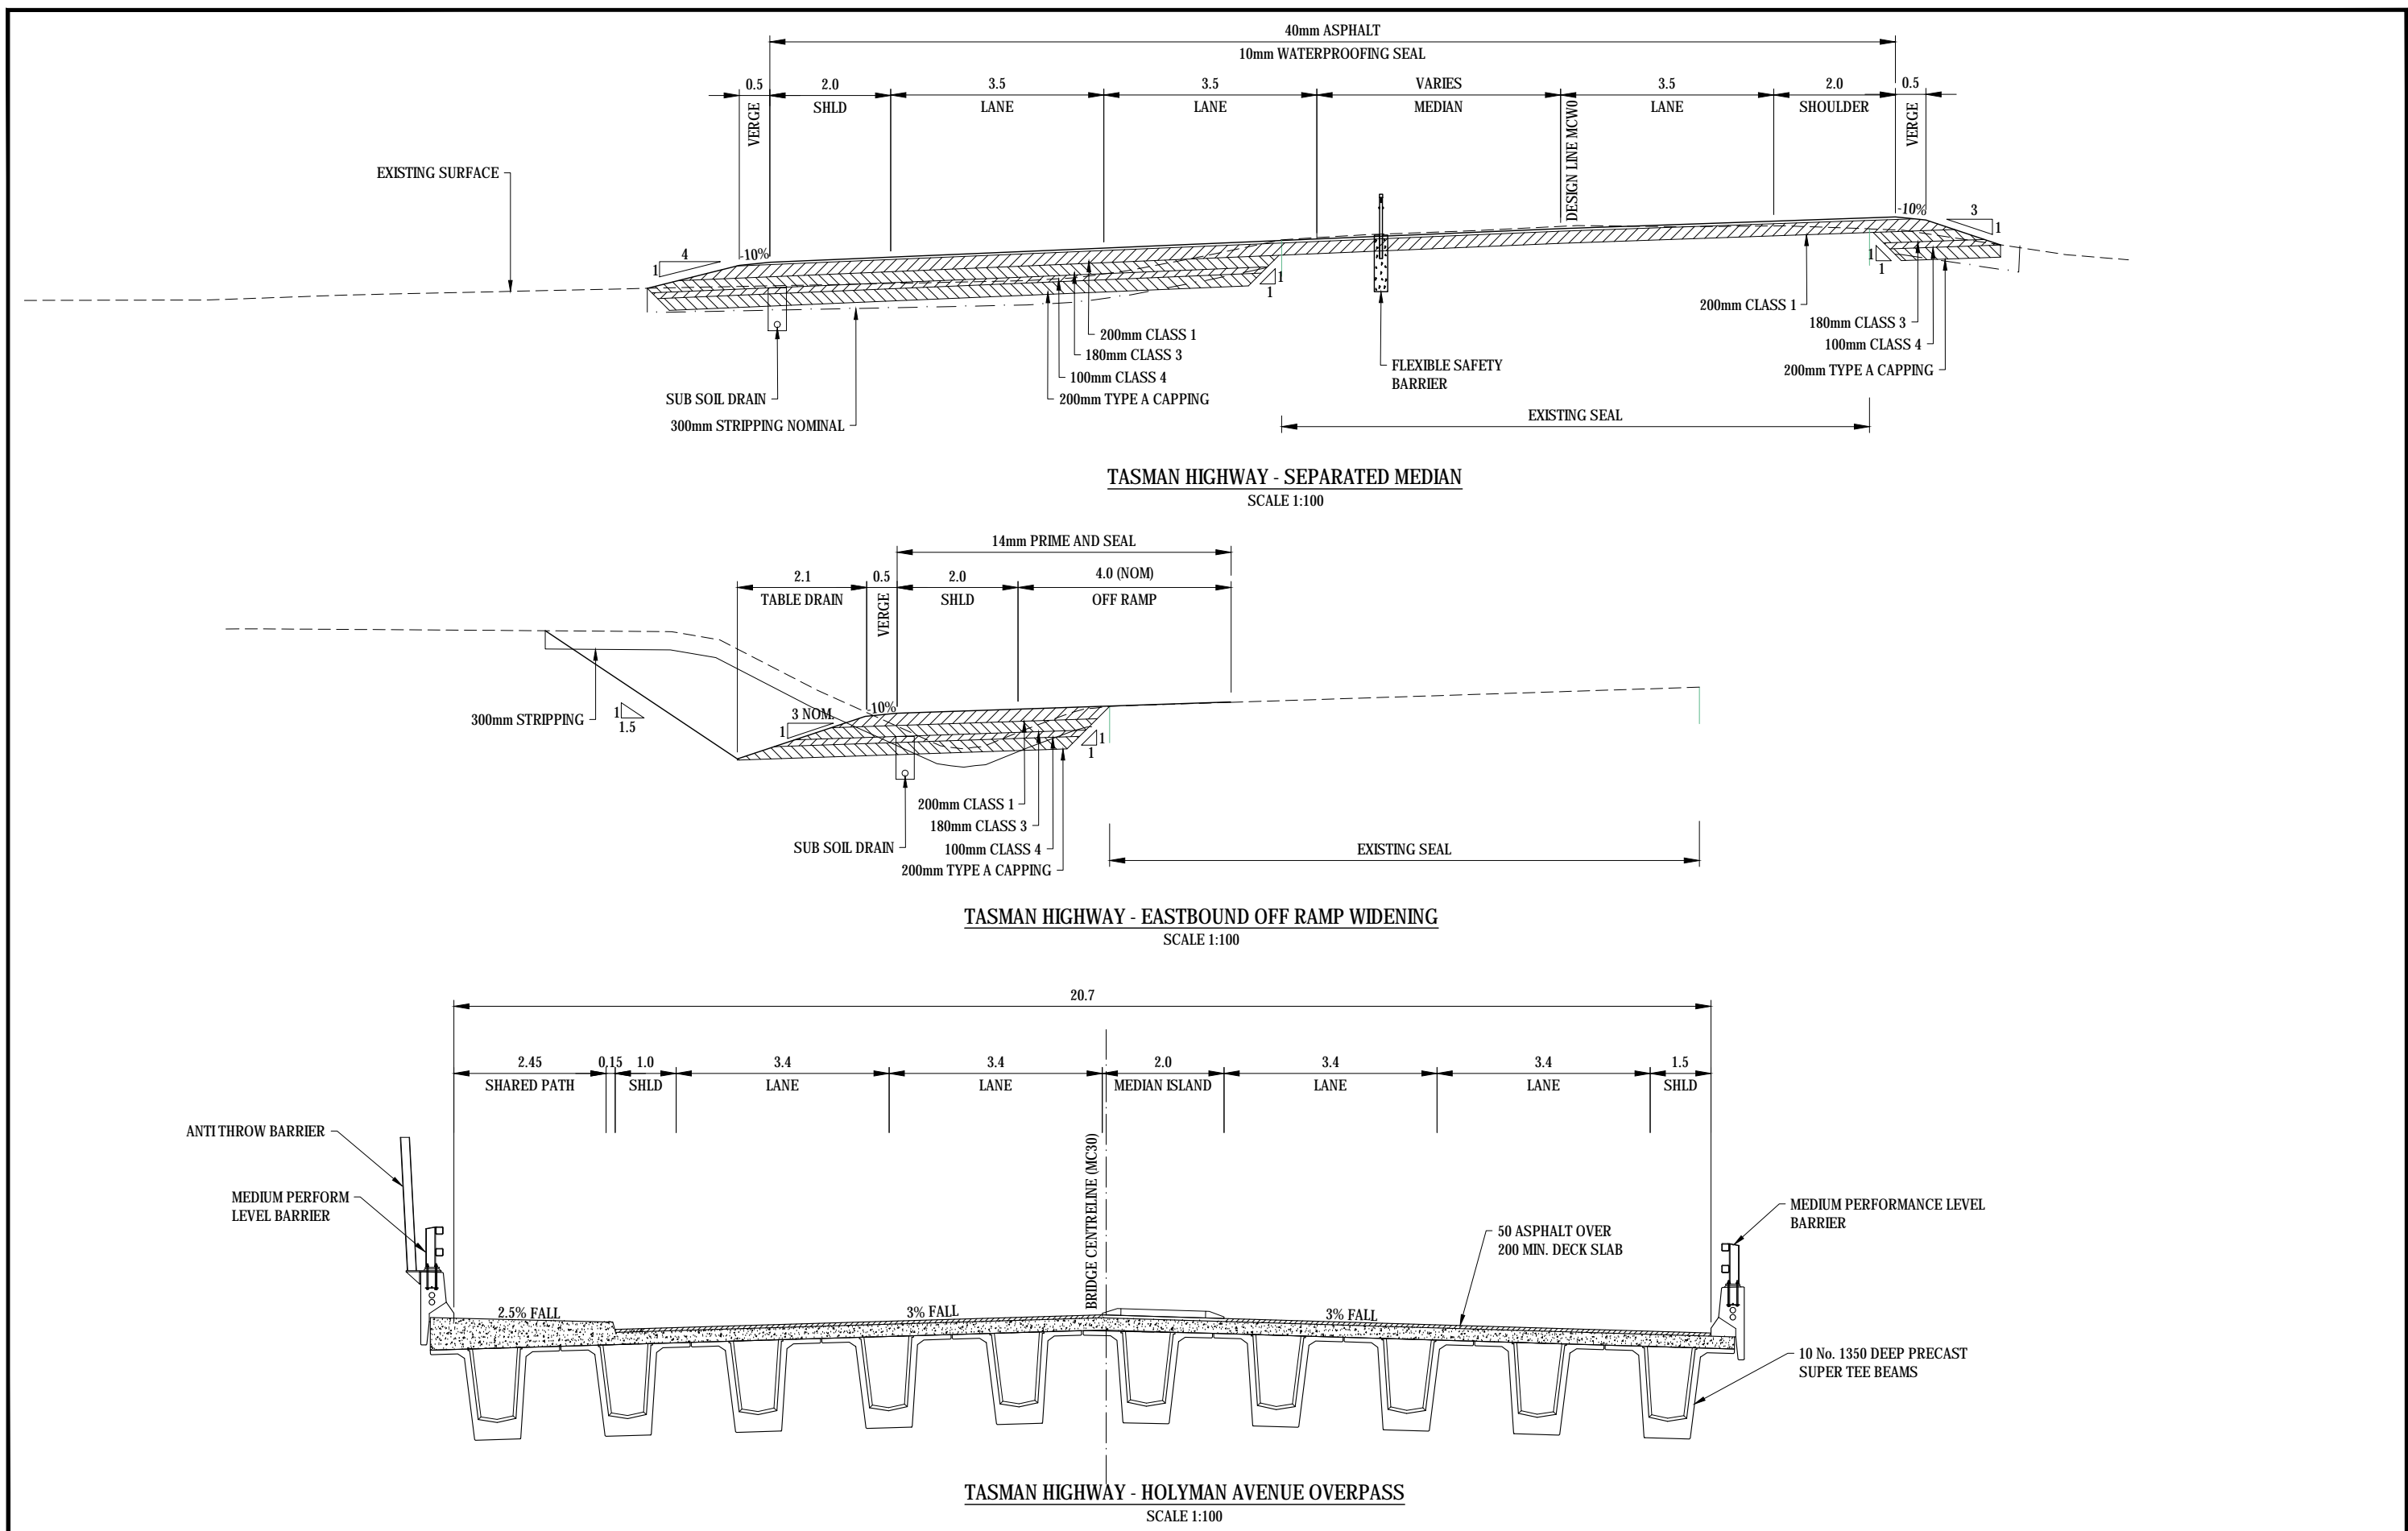 40mm ASPHALT
10mm WATERPROOFING SEAL
0.5 2.0 3.5 3.5 VARIES 3.5 2.0 0.5
VERGE SHLD LANE LANE MEDIAN DESIGN LINE MCW0 LANE SHOULDER VERGE
EXISTING SURFACE
-10% 3
1
4
1
-10%
1
1
1
1
200mm CLASS 1
180mm CLASS 3
100mm CLASS 4
200mm TYPE A CAPPING
200mm CLASS 1
180mm CLASS 3
100mm CLASS 4
200mm TYPE A CAPPING
FLEXIBLE SAFETY
BARRIER
SUB SOIL DRAIN
300mm STRIPPING NOMINAL
EXISTING SEAL
TASMAN HIGHWAY - SEPARATED MEDIAN
SCALE 1:100
14mm PRIME AND SEAL
2.1 0.5 2.0 4.0 (NOM)
TABLE DRAIN VERGE SHLD OFF RAMP
300mm STRIPPING
1
1.5
3 NOM.
1
-10%
1
1
200mm CLASS 1
180mm CLASS 3
100mm CLASS 4
200mm TYPE A CAPPING
SUB SOIL DRAIN
EXISTING SEAL
TASMAN HIGHWAY - EASTBOUND OFF RAMP WIDENING
SCALE 1:100
20.7
2.45 0.15 1.0 3.4 3.4 2.0 3.4 3.4 1.5
SHARED PATH SHLD LANE LANE MEDIAN ISLAND LANE LANE SHLD
ANTI THROW BARRIER
MEDIUM PERFORM
LEVEL BARRIER
BRIDGE CENTRELINE (MC30)
MEDIUM PERFORMANCE LEVEL
BARRIER
50 ASPHALT OVER
200 MIN. DECK SLAB
2.5% FALL
3% FALL
3% FALL
10 No. 1350 DEEP PRECAST
SUPER TEE BEAMS
TASMAN HIGHWAY - HOLYMAN AVENUE OVERPASS
SCALE 1:100